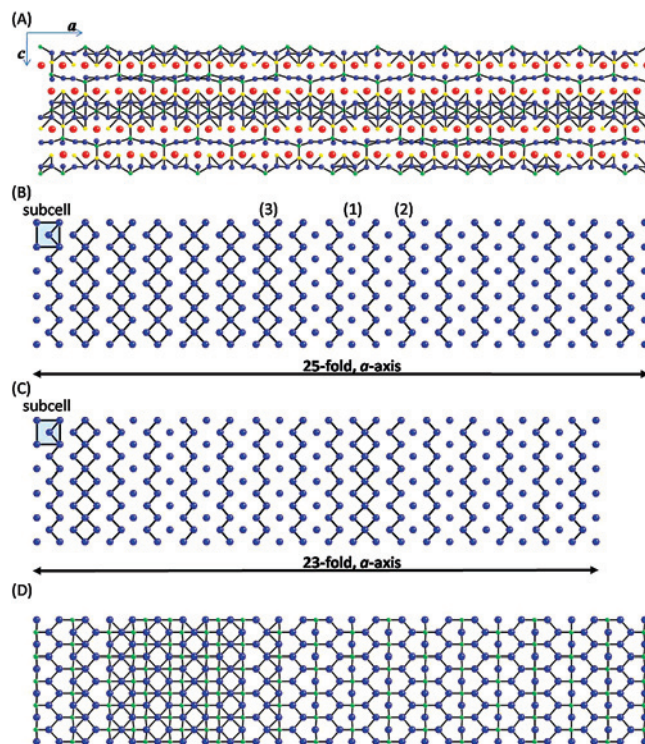 (A)
a
c
(B)
subcell
(3) (1) (2)
25-fold, a-axis
(C)
subcell
23-fold, a-axis
(D)